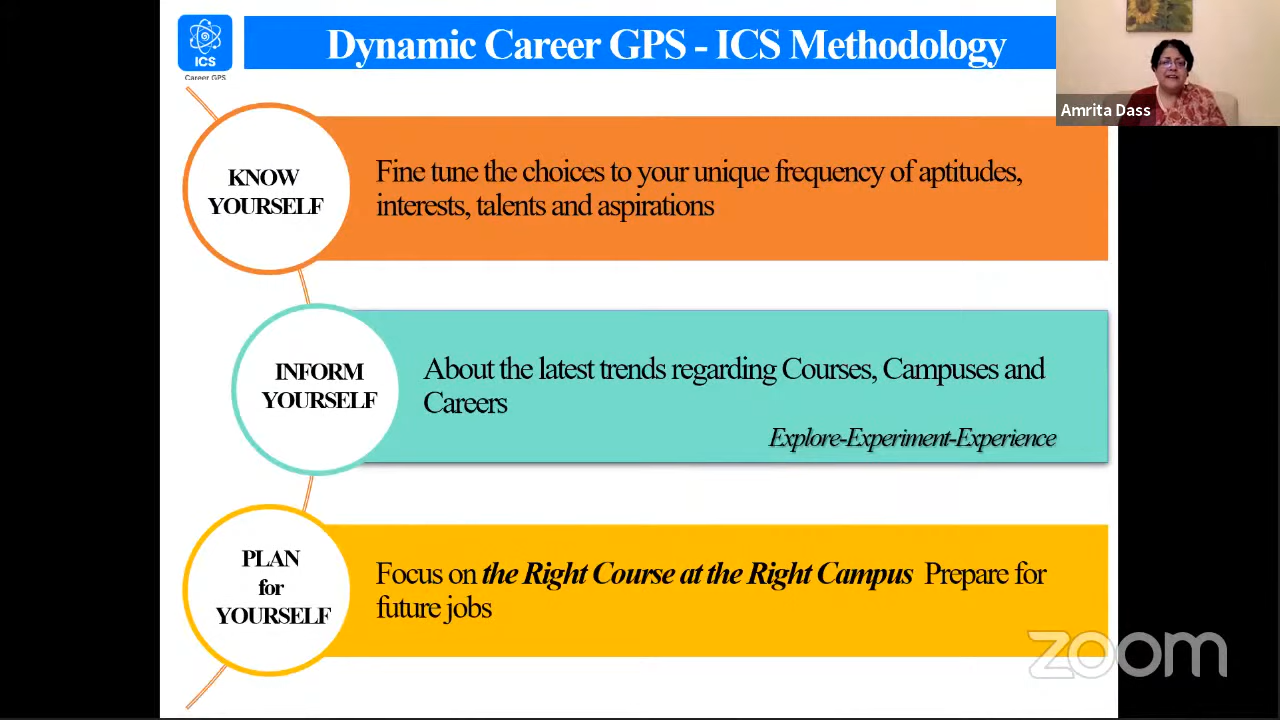 ICS
Career GPS
Dynamic Career GPS - ICS Methodology
Amrita Dass
KNOW
YOURSELF
Fine tune the choices to your unique frequency of aptitudes,
interests, talents and aspirations
INFORM
YOURSELF
About the latest trends regarding Courses, Campuses and
Careers
Explore-Experiment-Experience
PLAN
for
YOURSELF
Focus on the Right Course at the Right Campus Prepare for
future jobs
zoom